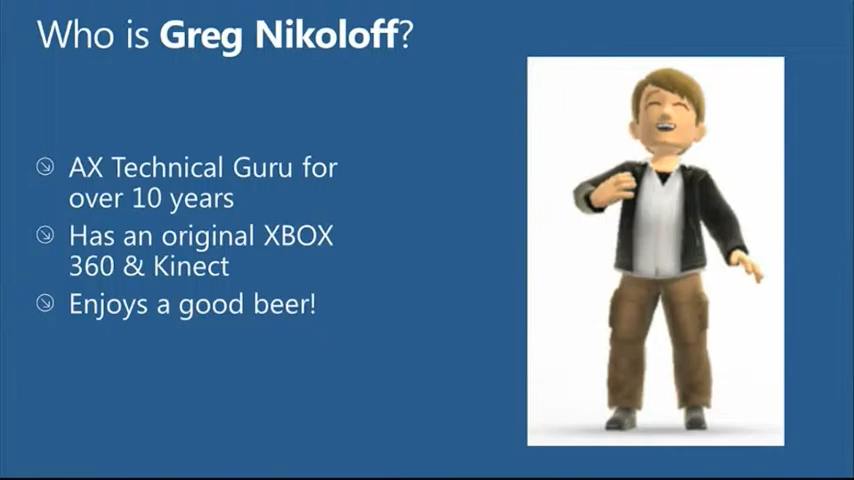 Who is Greg Nikoloff?
AX Technical Guru for
over 10 years
Has an original XBOX
360 & Kinect
Enjoys a good beer!